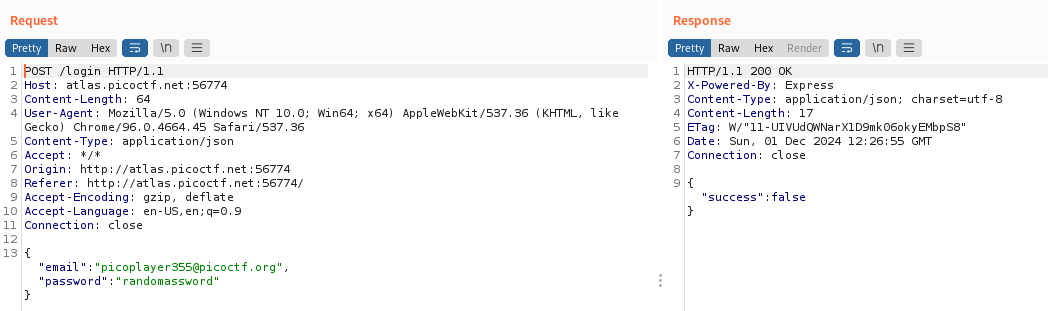 Request
Pretty Raw Hex \n
1 POST /login HTTP/1.1
2 Host: atlas.picoctf.net:56774
3 Content-Length: 64
4 User-Agent: Mozilla/5.0 (Windows NT 10.0; Win64; x64) AppleWebKit/537.36 (KHTML, like
Gecko) Chrome/96.0.4664.45 Safari/537.36
5 Content-Type: application/json
6 Accept: */*
7 Origin: http://atlas.picoctf.net:56774
8 Referer: http://atlas.picoctf.net:56774/
9 Accept-Encoding: gzip, deflate
10 Accept-Language: en-US,en;q=0.9
11 Connection: close
12
13 {
"email":"picoplayer355@picoctf.org",
"password":"randomassword"
}
Response
Pretty Raw Hex Render \n
1 HTTP/1.1 200 OK
2 X-Powered-By: Express
3 Content-Type: application/json; charset=utf-8
4 Content-Length: 17
5 ETag: W/"11-UIVUdQWNarX1D9mk06okyEMbpS8"
6 Date: Sun, 01 Dec 2024 12:26:55 GMT
7 Connection: close
8
9 {
"success":false
}